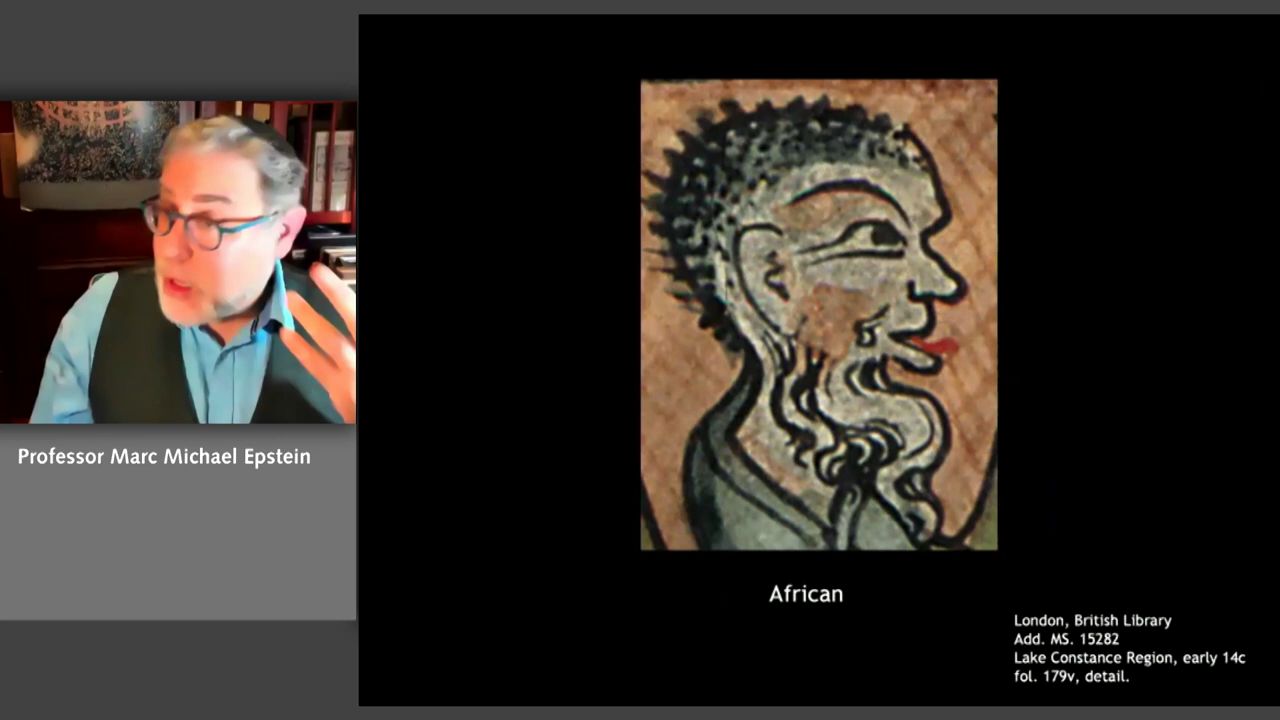 Professor Marc Michael Epstein
African
London, British Library
Add. MS. 15282
Lake Constance Region, early 14c
fol. 179v, detail.